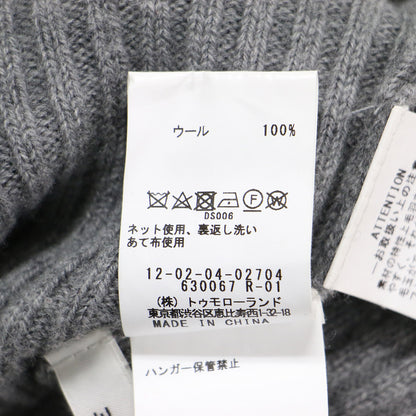 ウール 100%
DS006
ネット使用、裏返し洗い
あて布使用
12-02-04-02704
630067 R-01
(株) トゥモローランド
東京都渋谷区恵比寿西1-32-18
MADE IN CHINA
ハンガー保管禁止
ATTENTION